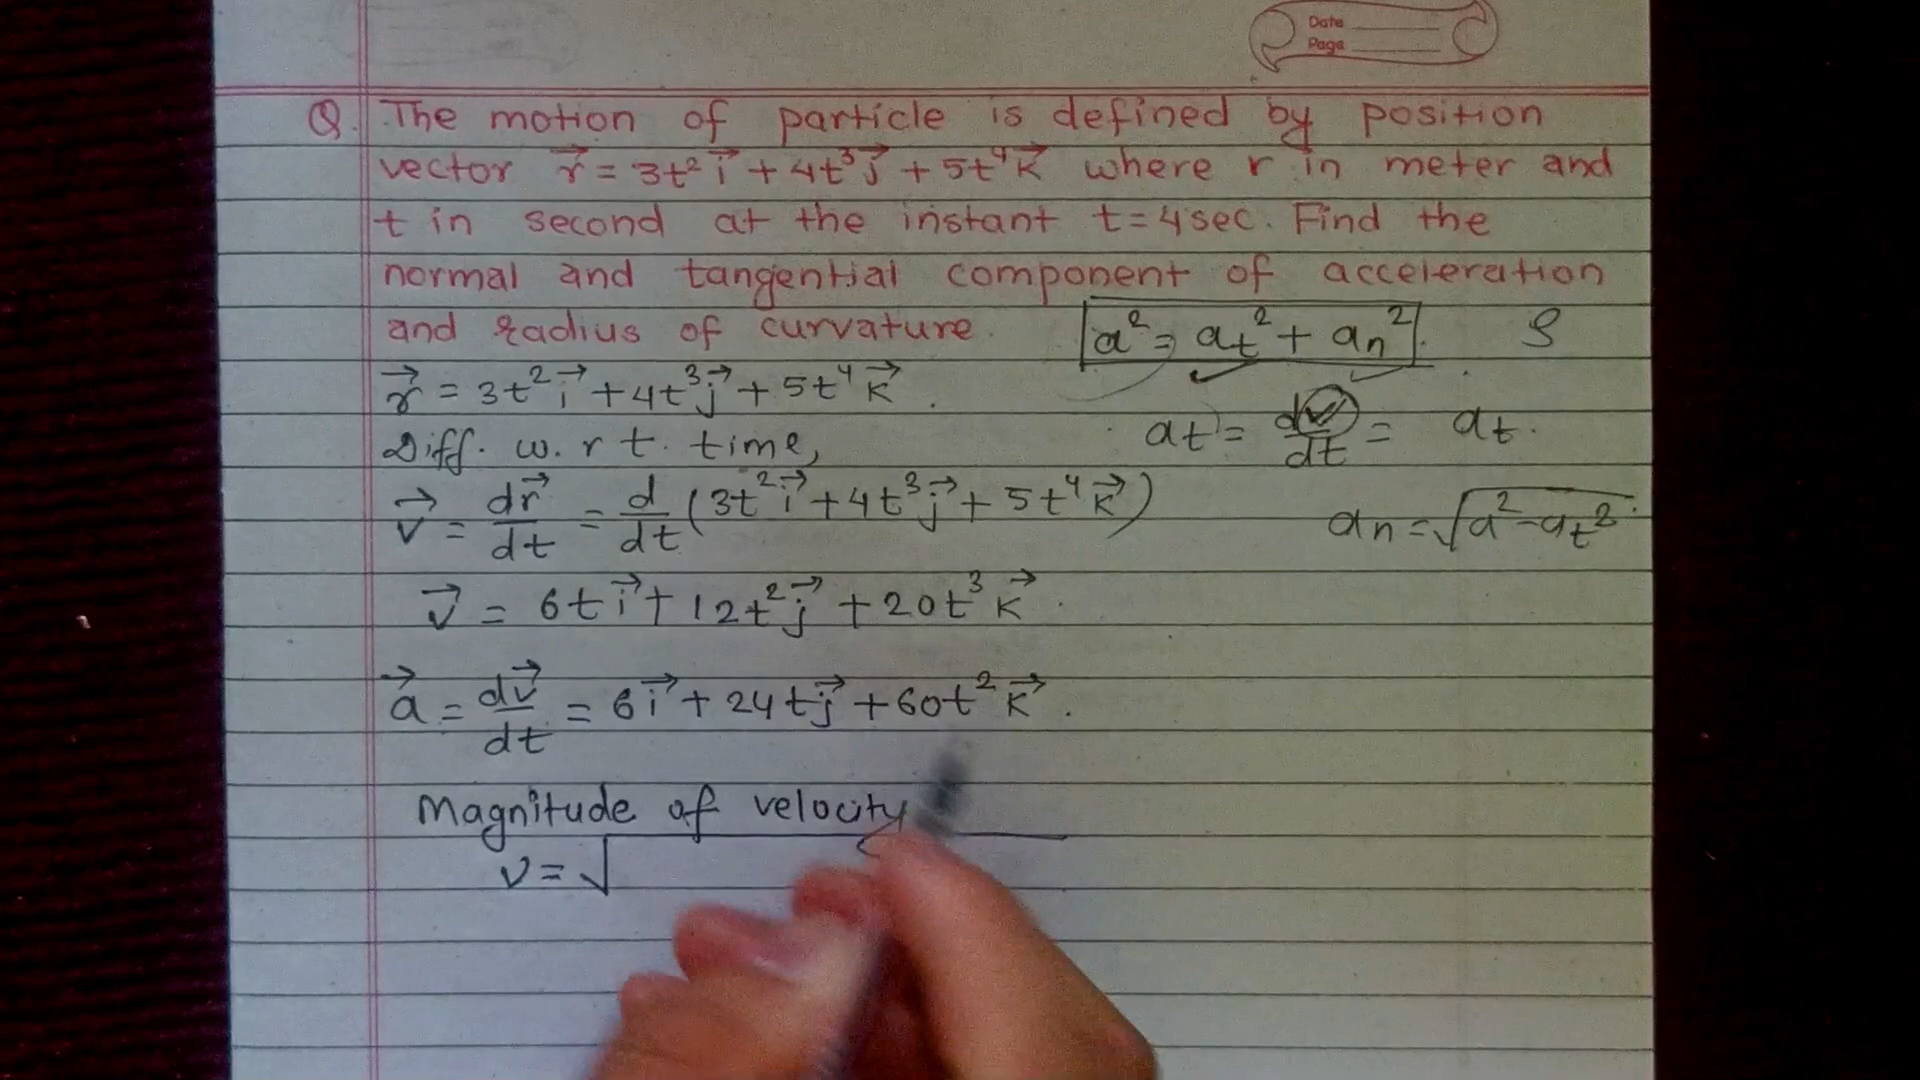 Date
Page
Q. The motion of particle is defined by position
vector r⃗ = 3t² i⃗ + 4t³ j⃗ + 5t⁴ k⃗ where r in meter and
t in second at the instant t = 4 sec. Find the
normal and tangential component of acceleration
and radius of curvature.
a² = at² + an²
ρ
r⃗ = 3t² i⃗ + 4t³ j⃗ + 5t⁴ k⃗ .
at = dv/dt = at.
Diff. w. r t. time,
v⃗ = dr⃗/dt = d/dt (3t² i⃗ + 4t³ j⃗ + 5t⁴ k⃗)
an = √(a² - at²)
v⃗ = 6t i⃗ + 12t² j⃗ + 20t³ k⃗ .
a⃗ = dv⃗/dt = 6 i⃗ + 24t j⃗ + 60t² k⃗ .
Magnitude of velocity
v = √